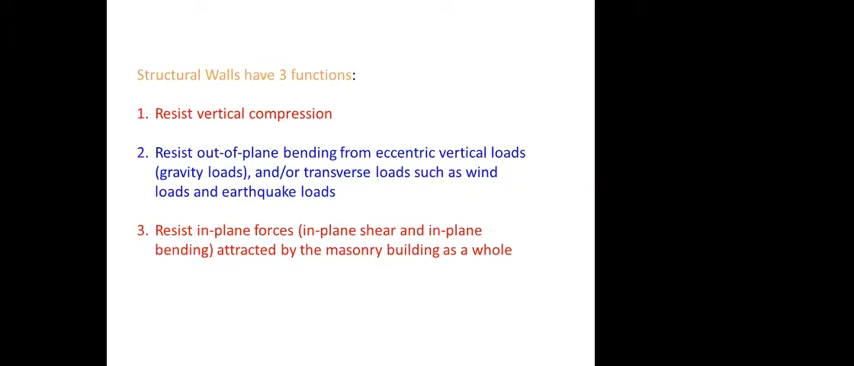 Structural Walls have 3 functions:
1. Resist vertical compression
2. Resist out-of-plane bending from eccentric vertical loads
(gravity loads), and/or transverse loads such as wind
loads and earthquake loads
3. Resist in-plane forces (in-plane shear and in-plane
bending) attracted by the masonry building as a whole